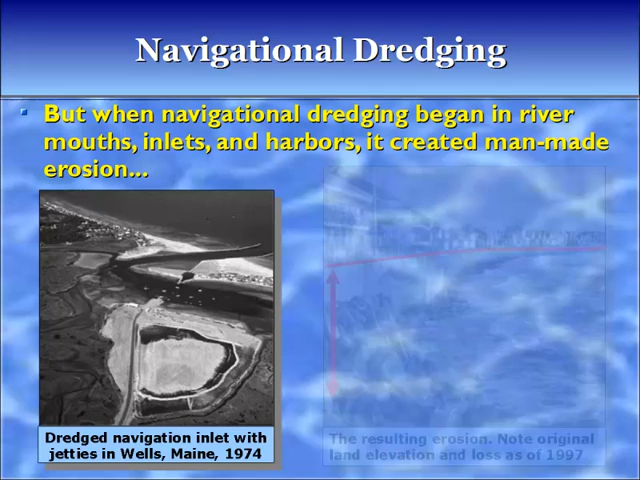 Navigational Dredging
But when navigational dredging began in river
mouths, inlets, and harbors, it created man-made
erosion...
Dredged navigation inlet with
jetties in Wells, Maine, 1974
The resulting erosion. Note original
land elevation and loss as of 1997